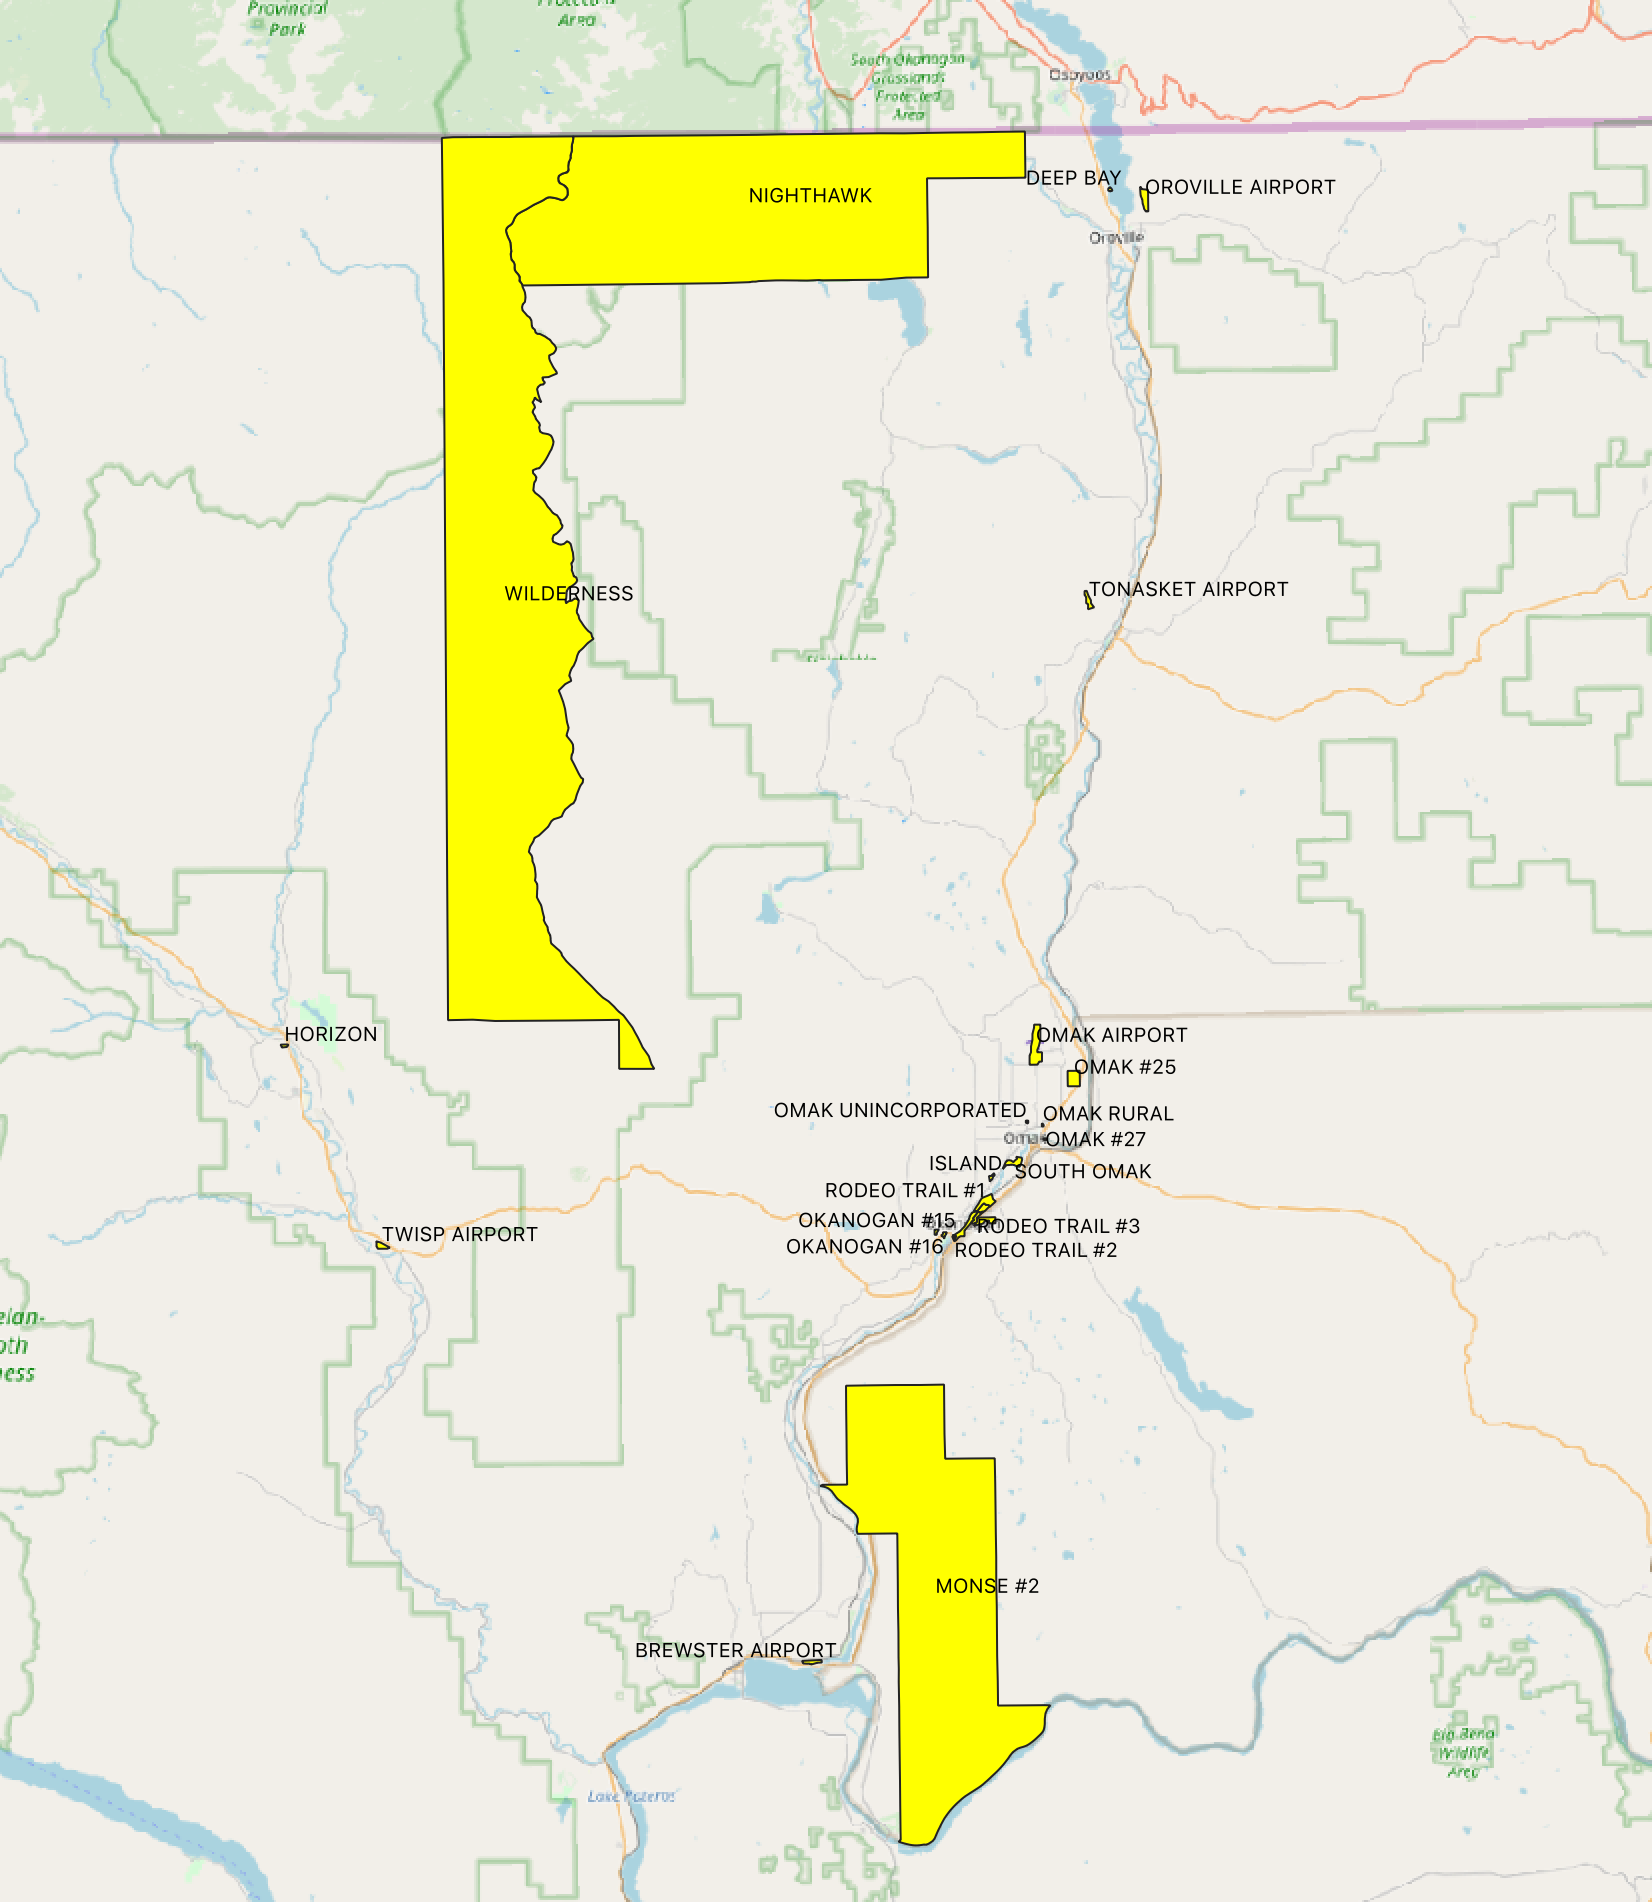 Provincial
Park
Area
South Okanagan
Grasslands
Protected
Area
Osoyoos
NIGHTHAWK
DEEP BAY
OROVILLE AIRPORT
Oroville
WILDERNESS
TONASKET AIRPORT
HORIZON
OMAK AIRPORT
OMAK #25
OMAK UNINCORPORATED
OMAK RURAL
OMAK #27
ISLAND
SOUTH OMAK
RODEO TRAIL #1
OKANOGAN #15
RODEO TRAIL #3
OKANOGAN #16
RODEO TRAIL #2
TWISP AIRPORT
elan-
oth
ness
MONSE #2
BREWSTER AIRPORT
Big Bend
Wildlife
Area
Lake Pateros